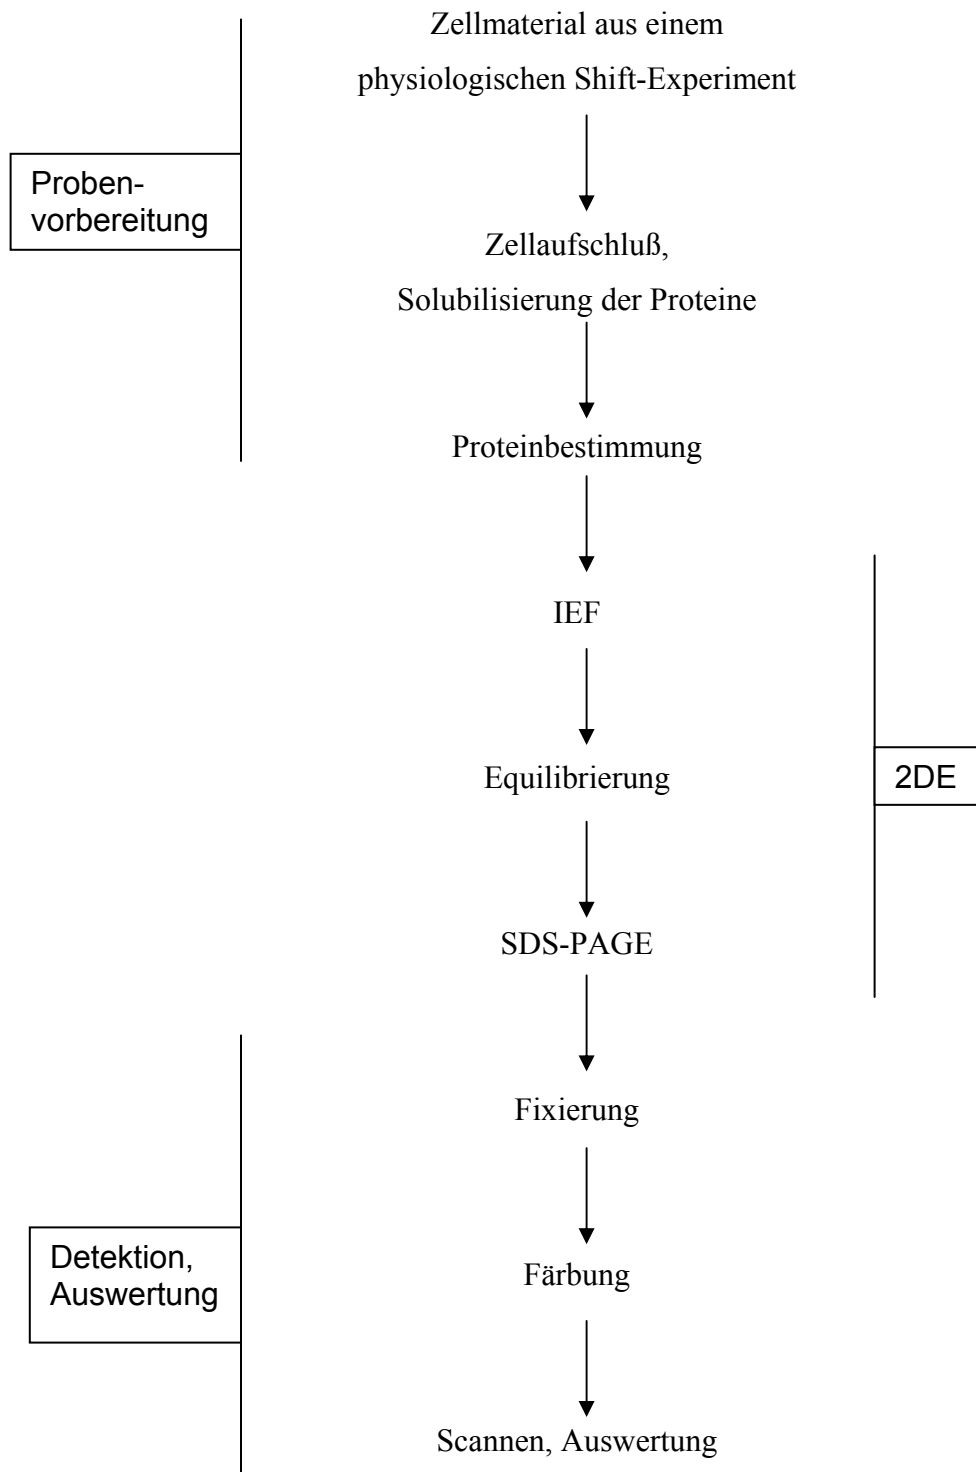 Zellmaterial aus einem
physiologischen Shift-Experiment
Proben-
vorbereitung
Zellaufschluß,
Solubilisierung der Proteine
Proteinbestimmung
IEF
Equilibrierung
2DE
SDS-PAGE
Fixierung
Detektion,
Auswertung
Färbung
Scannen, Auswertung